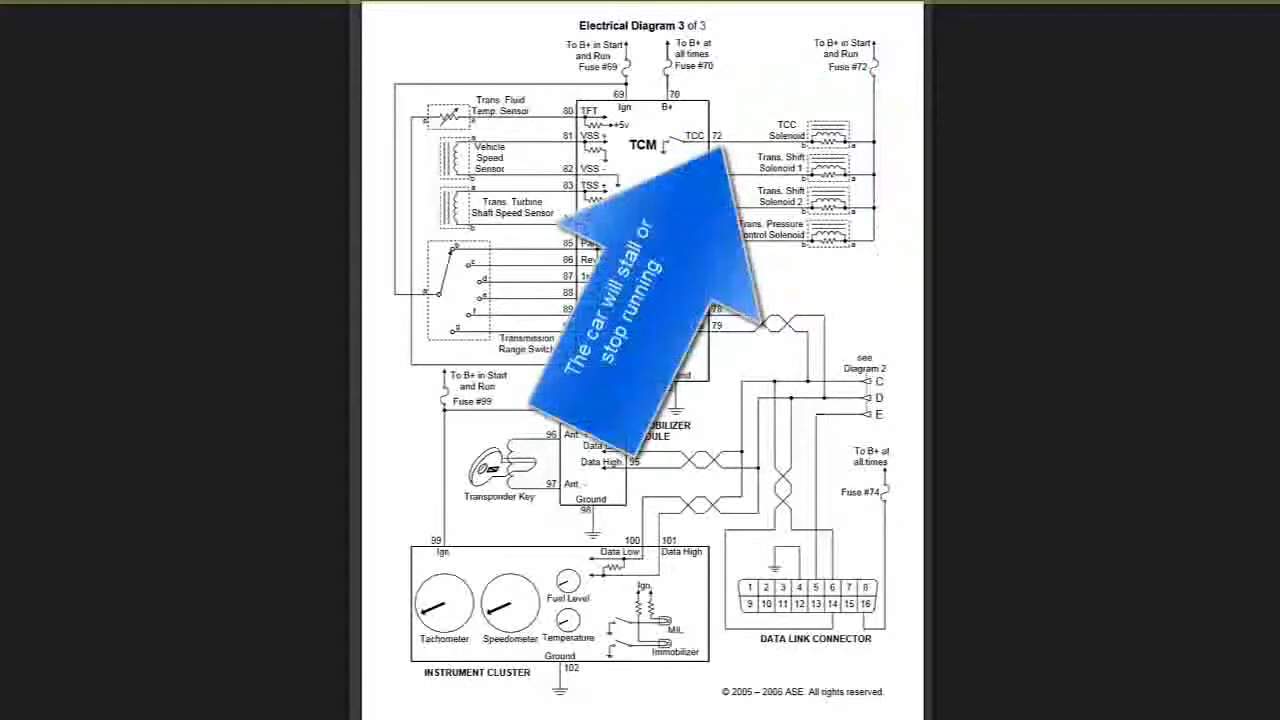 Electrical Diagram 3 of 3
To B+ in Start
and Run
Fuse #69
To B+ at
all times
Fuse #70
To B+ in Start
and Run
Fuse #72
69
70
Ign
B+
Trans. Fluid
Temp. Sensor
a
80
TFT
+5v
81
VSS +
TCM
TCC
72
TCC
Solenoid
b
a
Vehicle
Speed
Sensor
a
b
82
VSS -
Trans. Shift
Solenoid 1
b
a
83
TSS +
Trans. Turbine
Shaft Speed Sensor
a
b
Trans. Shift
Solenoid 2
b
a
Trans. Pressure
ontrol Solenoid
b
a
85
86
Rev
87
88
89
a
b
c
d
e
f
g
Transmission
Range Switc
The car will stall or
stop running.
78
79
To B+ in Start
and Run
Fuse #99
see
Diagram 2
C
D
E
96
Ant.
Data High
95
97
Ant. -
Ground
98
Transponder Key
To B+ at
all times
Fuse #74
99
Ign
100
101
Data Low
Data High
Fuel Level
Ign.
Tachometer
Speedometer
Temperature
MIL
Immobilizer
Ground
102
INSTRUMENT CLUSTER
1 2 3 4 5 6 7 8
9 10 11 12 13 14 15 16
DATA LINK CONNECTOR
© 2005 – 2006 ASE. All rights reserved.